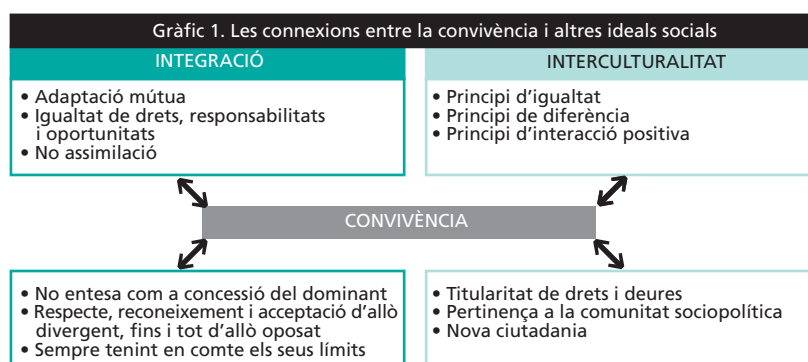 Gràfic 1. Les connexions entre la convivència i altres ideals socials
INTEGRACIÓ
• Adaptació mútua
• Igualtat de drets, responsabilitats
i oportunitats
• No assimilació
INTERCULTURALITAT
• Principi d’igualtat
• Principi de diferència
• Principi d’interacció positiva
CONVIVÈNCIA
• No entesa com a concessió del dominant
• Respecte, reconeixement i acceptació d’allò
divergent, fins i tot d’allò oposat
• Sempre tenint en comte els seus límits
• Titularitat de drets i deures
• Pertinença a la comunitat sociopolítica
• Nova ciutadania